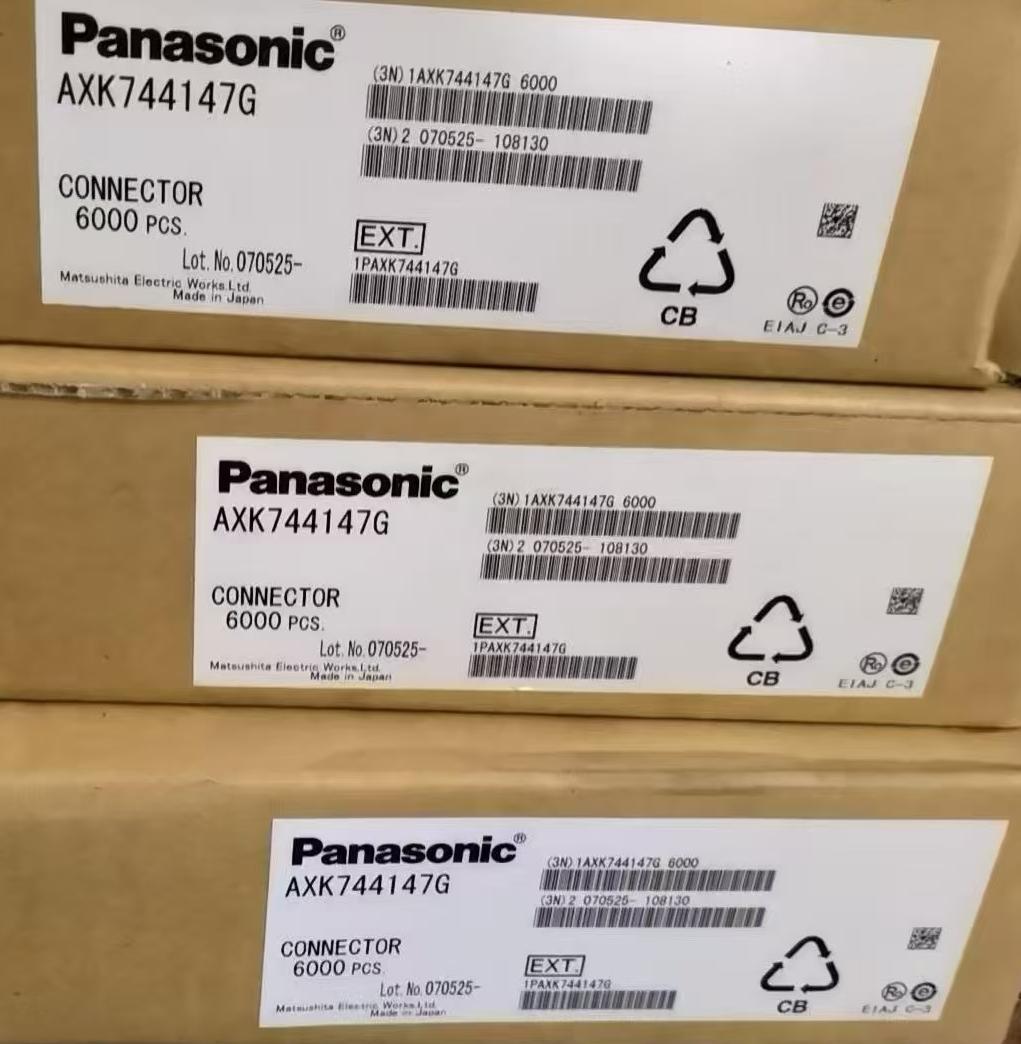 Panasonic®
AXK744147G
(3N) 1AXK744147G 6000
(3N) 2 070525- 108130
CONNECTOR
6000 PCS.
EXT.
Lot. No. 070525-
1PAXK744147G
Matsushita Electric Works.Ltd.
Made in Japan
CB
Ro e
EIAJ C-3
Panasonic®
AXK744147G
(3N) 1AXK744147G 6000
(3N) 2 070525- 108130
CONNECTOR
6000 PCS.
EXT.
Lot. No. 070525-
1PAXK744147G
Matsushita Electric Works.Ltd.
Made in Japan
CB
Ro e
EIAJ C-3
Panasonic®
AXK744147G
(3N) 1AXK744147G 6000
(3N) 2 070525- 108130
CONNECTOR
6000 PCS.
EXT.
Lot. No. 070525-
1PAXK744147G
Matsushita Electric Works.Ltd.
Made in Japan
CB
Ro e
EIAJ C-3